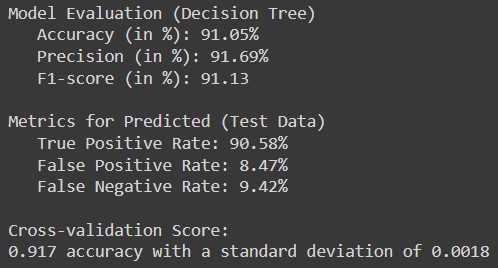 Model Evaluation (Decision Tree)
Accuracy (in %): 91.05%
Precision (in %): 91.69%
F1-score (in %): 91.13
Metrics for Predicted (Test Data)
True Positive Rate: 90.58%
False Positive Rate: 8.47%
False Negative Rate: 9.42%
Cross-validation Score:
0.917 accuracy with a standard deviation of 0.0018